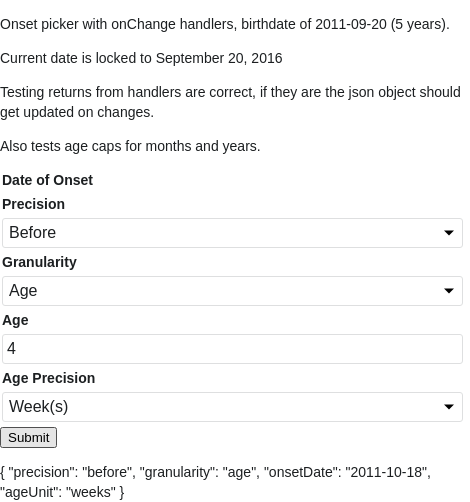 Onset picker with onChange handlers, birthdate of 2011-09-20 (5 years).
Current date is locked to September 20, 2016
Testing returns from handlers are correct, if they are the json object should
get updated on changes.
Also tests age caps for months and years.
Date of Onset
Precision
Before
Granularity
Age
Age
4
Age Precision
Week(s)
Submit
{ "precision": "before", "granularity": "age", "onsetDate": "2011-10-18",
"ageUnit": "weeks" }